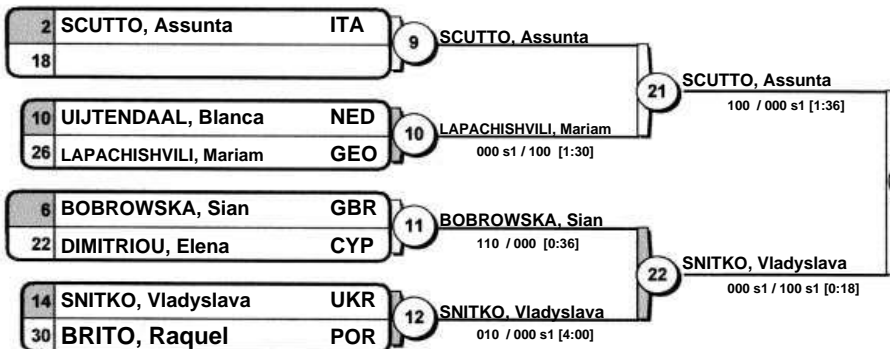 2 SCUTTO, Assunta ITA
18
9
SCUTTO, Assunta
10 UIJTENDAAL, Blanca NED
26 LAPACHISHVILI, Mariam GEO
10
LAPACHISHVILI, Mariam
000 s1 / 100 [1:30]
21
SCUTTO, Assunta
100 / 000 s1 [1:36]
6 BOBROWSKA, Sian GBR
22 DIMITRIOU, Elena CYP
11
BOBROWSKA, Sian
110 / 000 [0:36]
14 SNITKO, Vladyslava UKR
30 BRITO, Raquel POR
12
SNITKO, Vladyslava
010 / 000 s1 [4:00]
22
SNITKO, Vladyslava
000 s1 / 100 s1 [0:18]